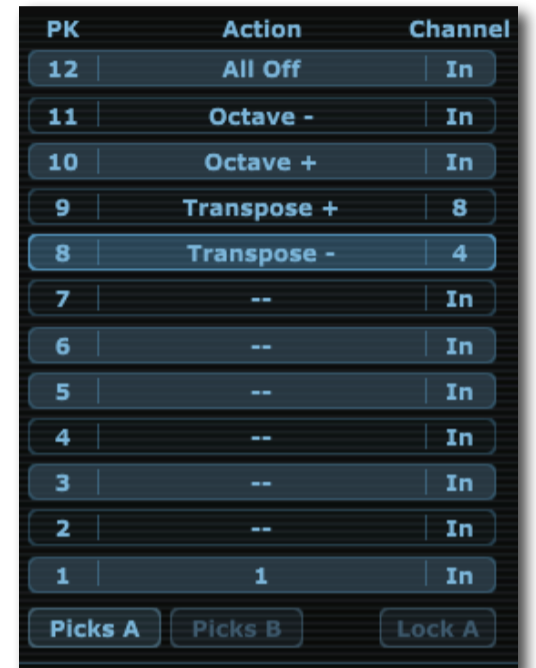 PK Action Channel
12 All Off In
11 Octave - In
10 Octave + In
9 Transpose + 8
8 Transpose - 4
7 -- In
6 -- In
5 -- In
4 -- In
3 -- In
2 -- In
1 1 In
Picks A Picks B Lock A